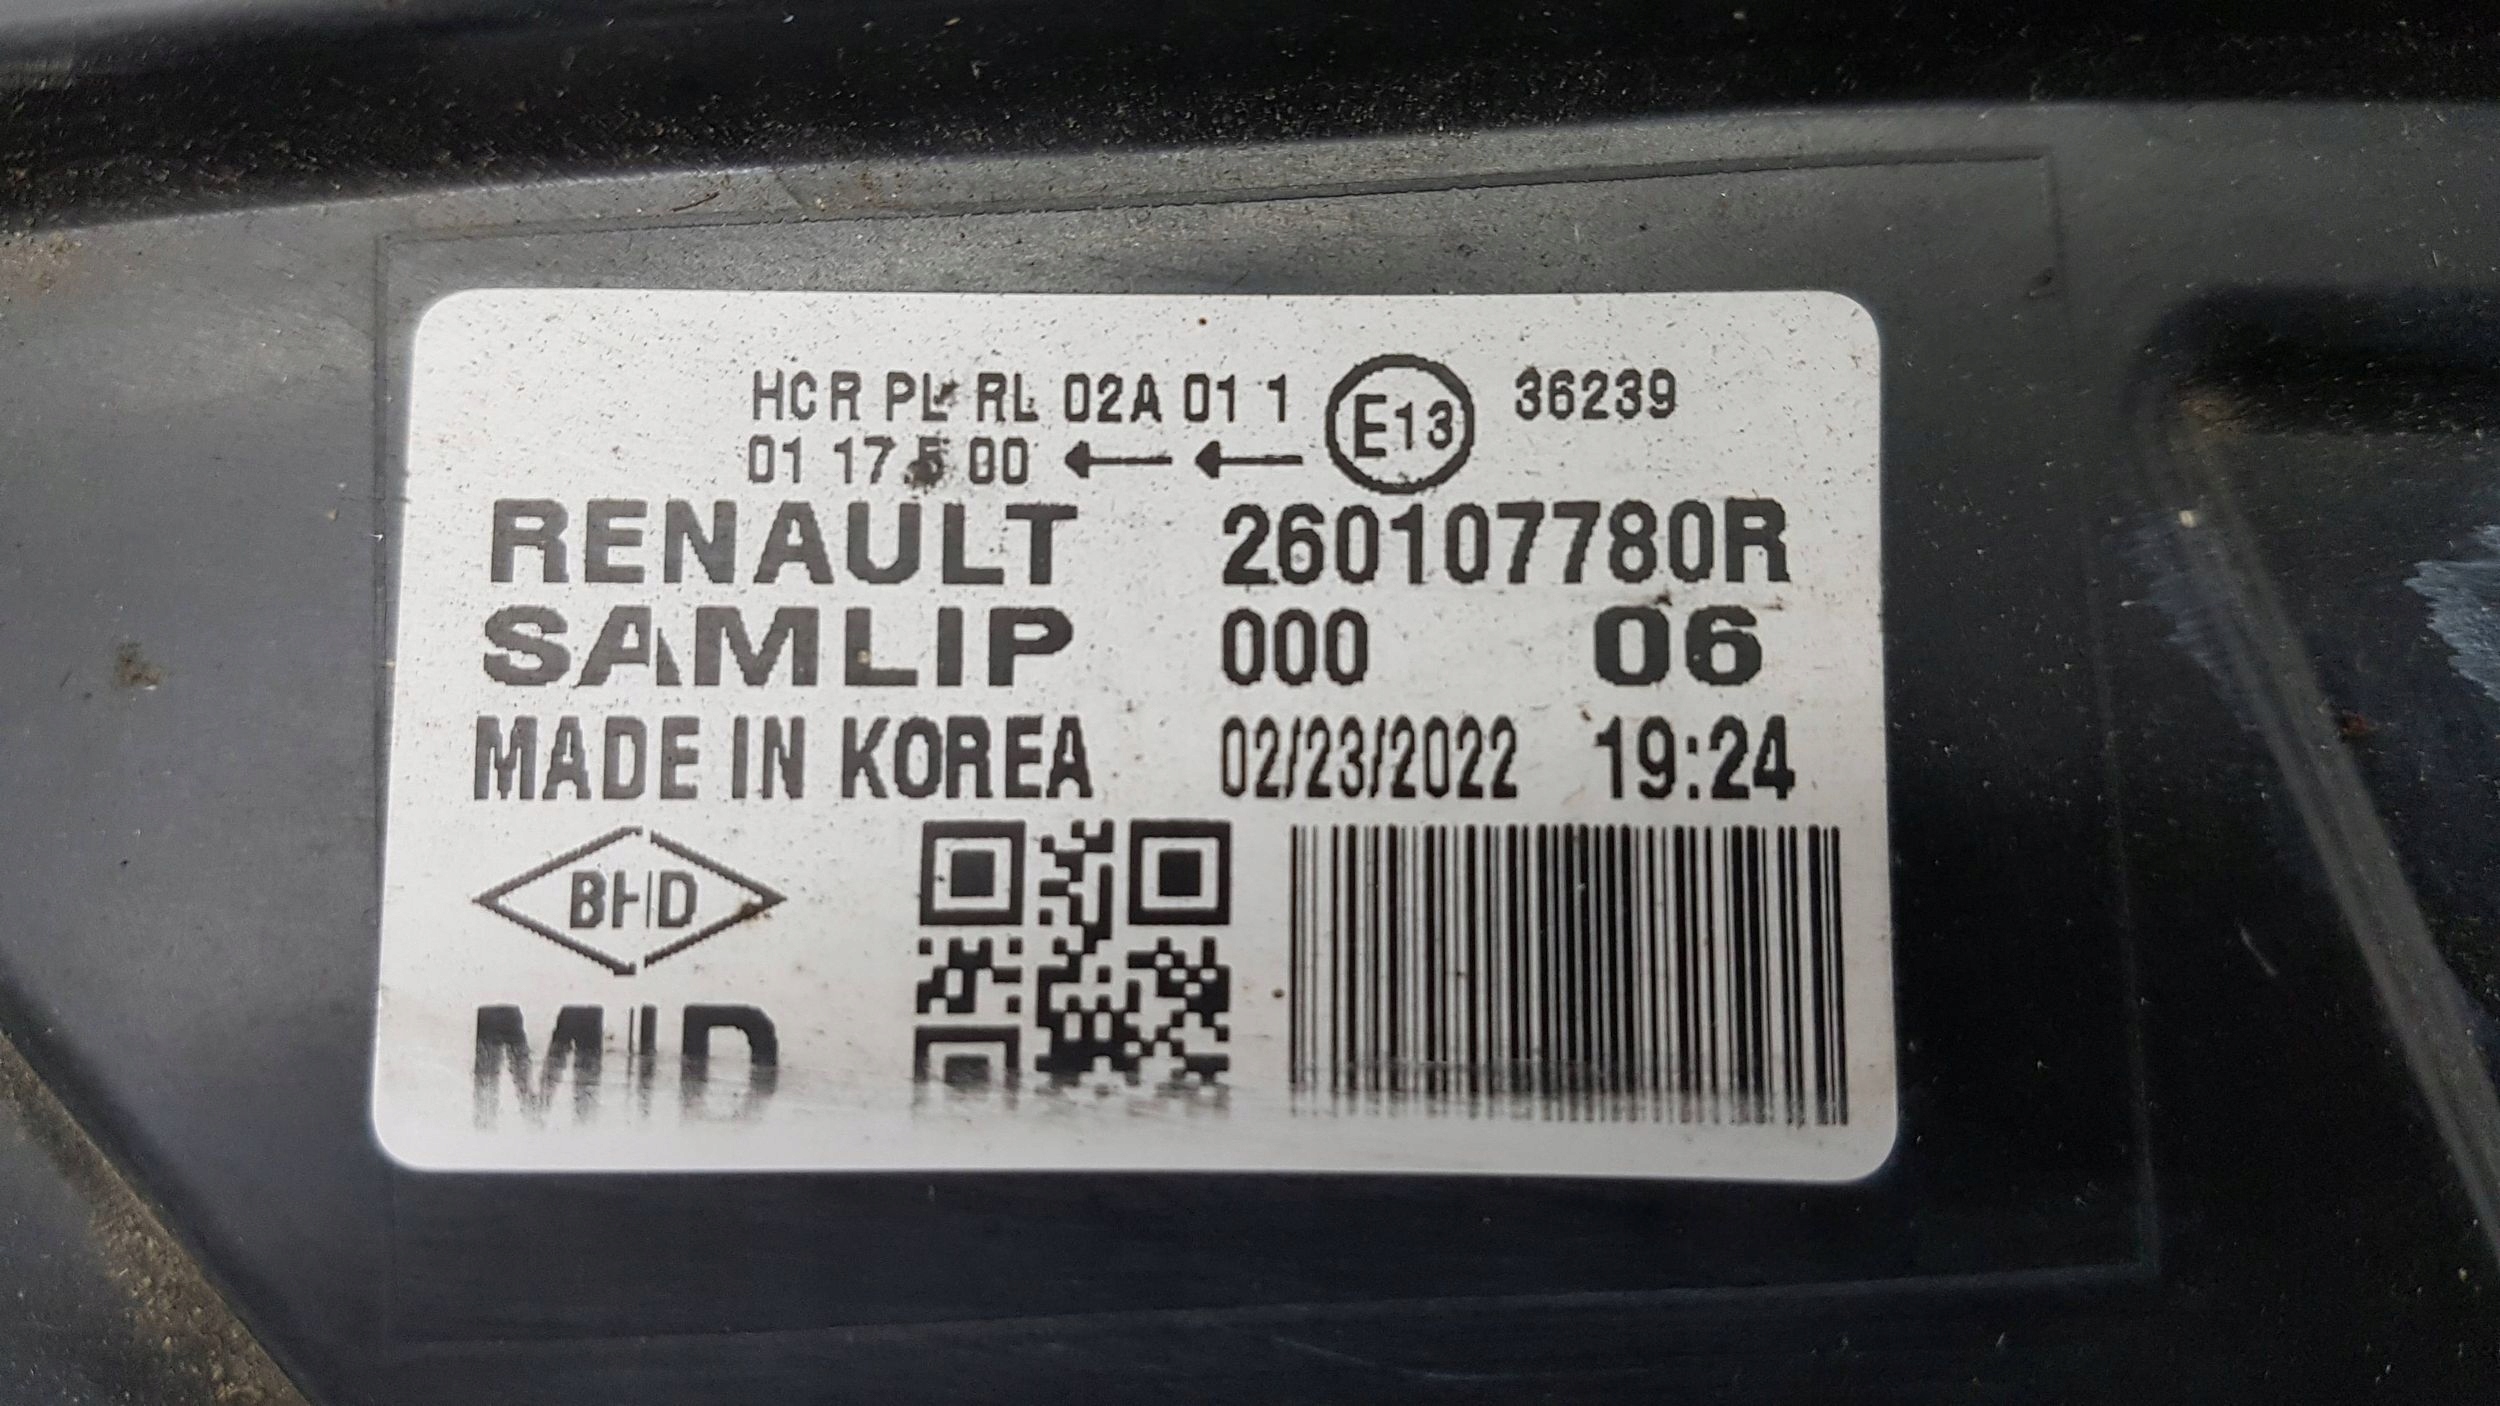 HCR PL RL 02A 01 1 E13 36239
01 17 5 00 ← ←
RENAULT 260107780R
SAMLIP 000 06
MADE IN KOREA 02/23/2022 19:24
BHD
MID